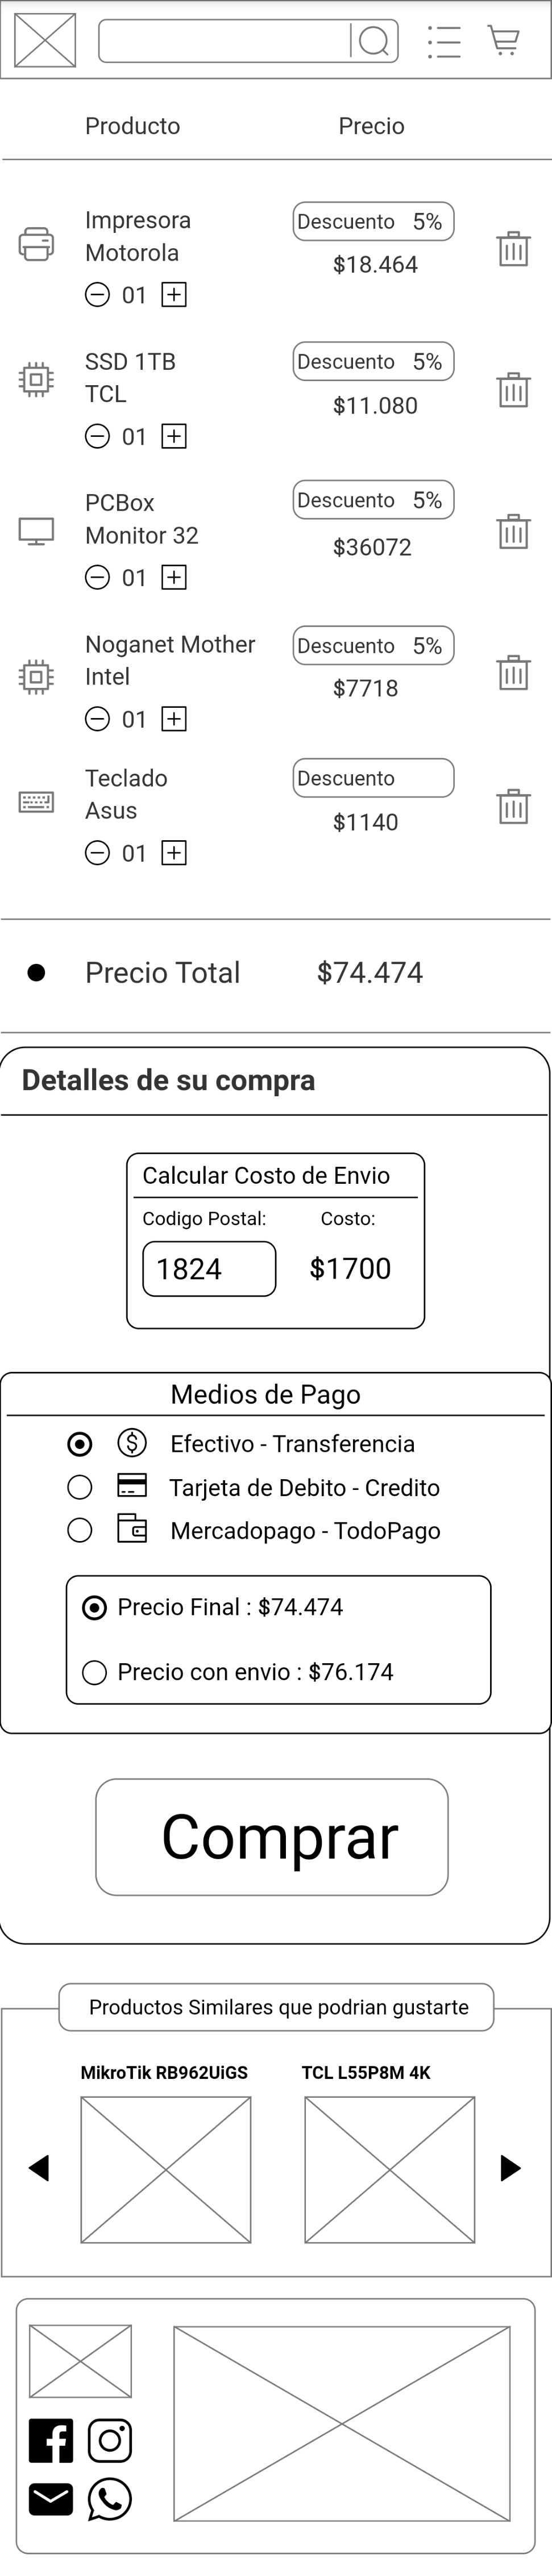 Producto Precio
Impresora
Motorola
Descuento 5%
$18.464
01
SSD 1TB
TCL
Descuento 5%
$11.080
01
PCBox
Monitor 32
Descuento 5%
$36072
01
Noganet Mother
Intel
Descuento 5%
$7718
01
Teclado
Asus
Descuento
$1140
01
Precio Total $74.474
Detalles de su compra
Calcular Costo de Envio
Codigo Postal: Costo:
1824 $1700
Medios de Pago
Efectivo - Transferencia
Tarjeta de Debito - Credito
Mercadopago - TodoPago
Precio Final : $74.474
Precio con envio : $76.174
Comprar
Productos Similares que podrian gustarte
MikroTik RB962UiGS TCL L55P8M 4K